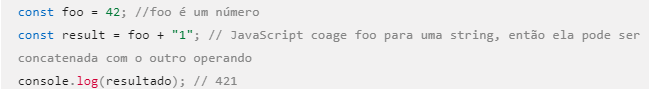 const foo = 42; //foo é um número
const result = foo + "1"; // JavaScript coage foo para uma string, então ela pode ser
concatenada com o outro operando
console.log(resultado); // 421